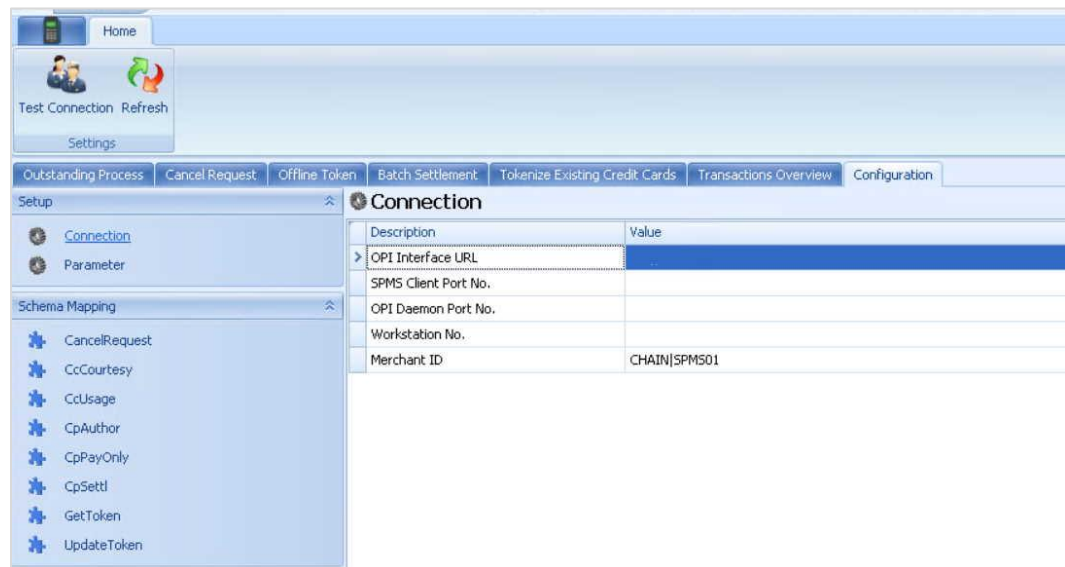 Home
Test Connection Refresh
Settings
Outstanding Process Cancel Request Offline Token Batch Settlement Tokenize Existing Credit Cards Transactions Overview Configuration
Setup
Connection
Parameter
Schema Mapping
CancelRequest
CcCourtesy
CcUsage
CpAuthor
CpPayOnly
CpSettl
GetToken
UpdateToken
Connection
Description Value
OPI Interface URL
SPMS Client Port No.
OPI Daemon Port No.
Workstation No.
Merchant ID CHAIN|SPMS01